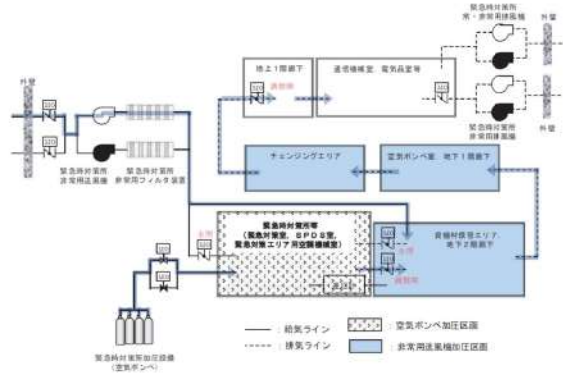 緊急時対策所
常・非常用排風機
外壁
地上1階廊下
通信機械室、電気品室等
調整開
外壁
緊急時対策所
非常用送風機
緊急時対策所
非常用フィルタ装置
緊急時対策所
非常用排風機
外壁
チェンジングエリア
空気ボンベ室、地下1階廊下
緊急時対策所等
(緊急対策室、SPDS室、
緊急対策エリア用空調機械室)
地下2階廊下
調整開
緊急時対策所加圧設備
(空気ボンベ)
:給気ライン
:排気ライン
:空気ボンベ加圧区画
:非常用送風機加圧区画